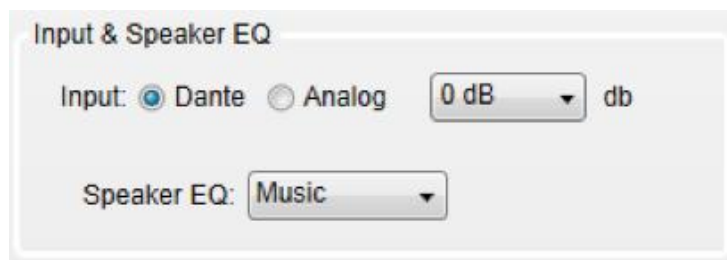 Input & Speaker EQ
Input: Dante Analog 0 dB db
Speaker EQ: Music